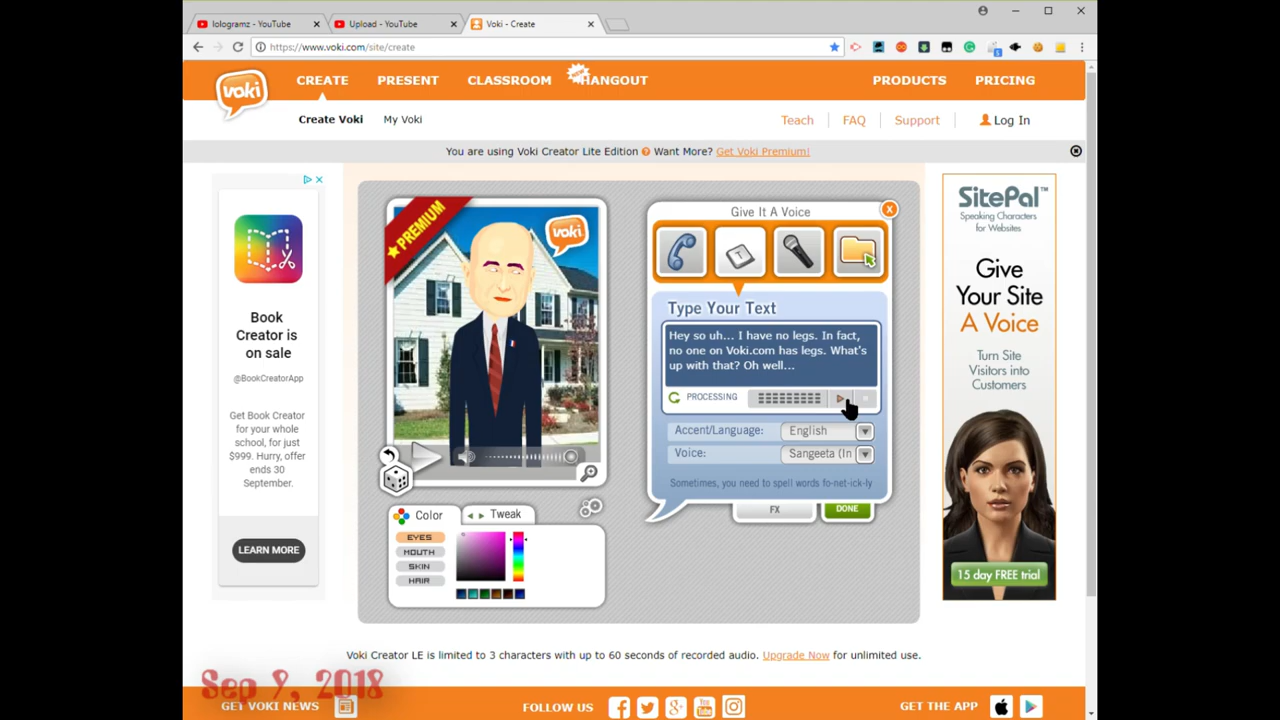 lologramz - YouTube
Upload - YouTube
Voki - Create
https://www.voki.com/site/create
voki
CREATE
PRESENT
CLASSROOM
HANGOUT
PRODUCTS
PRICING
Create Voki
My Voki
Teach
FAQ
Support
Log In
You are using Voki Creator Lite Edition
Want More? Get Voki Premium!
Book
Creator is
on sale
@BookCreatorApp
Get Book Creator
for your whole
school, for just
$999. Hurry, offer
ends 30
September.
LEARN MORE
PREMIUM
voki
Color
Tweak
EYES
MOUTH
SKIN
HAIR
Give It A Voice
Type Your Text
Hey so uh... I have no legs. In fact,
no one on Voki.com has legs. What's
up with that? Oh well...
PROCESSING
Accent/Language:
English
Voice:
Sangeeta (In
Sometimes, you need to spell words fo-net-ick-ly
FX
DONE
SitePal™
Speaking Characters
for Websites
Give
Your Site
A Voice
Turn Site
Visitors into
Customers
15 day FREE trial
Voki Creator LE is limited to 3 characters with up to 60 seconds of recorded audio. Upgrade Now for unlimited use.
Sep 9, 2018
GET VOKI NEWS
FOLLOW US
GET THE APP